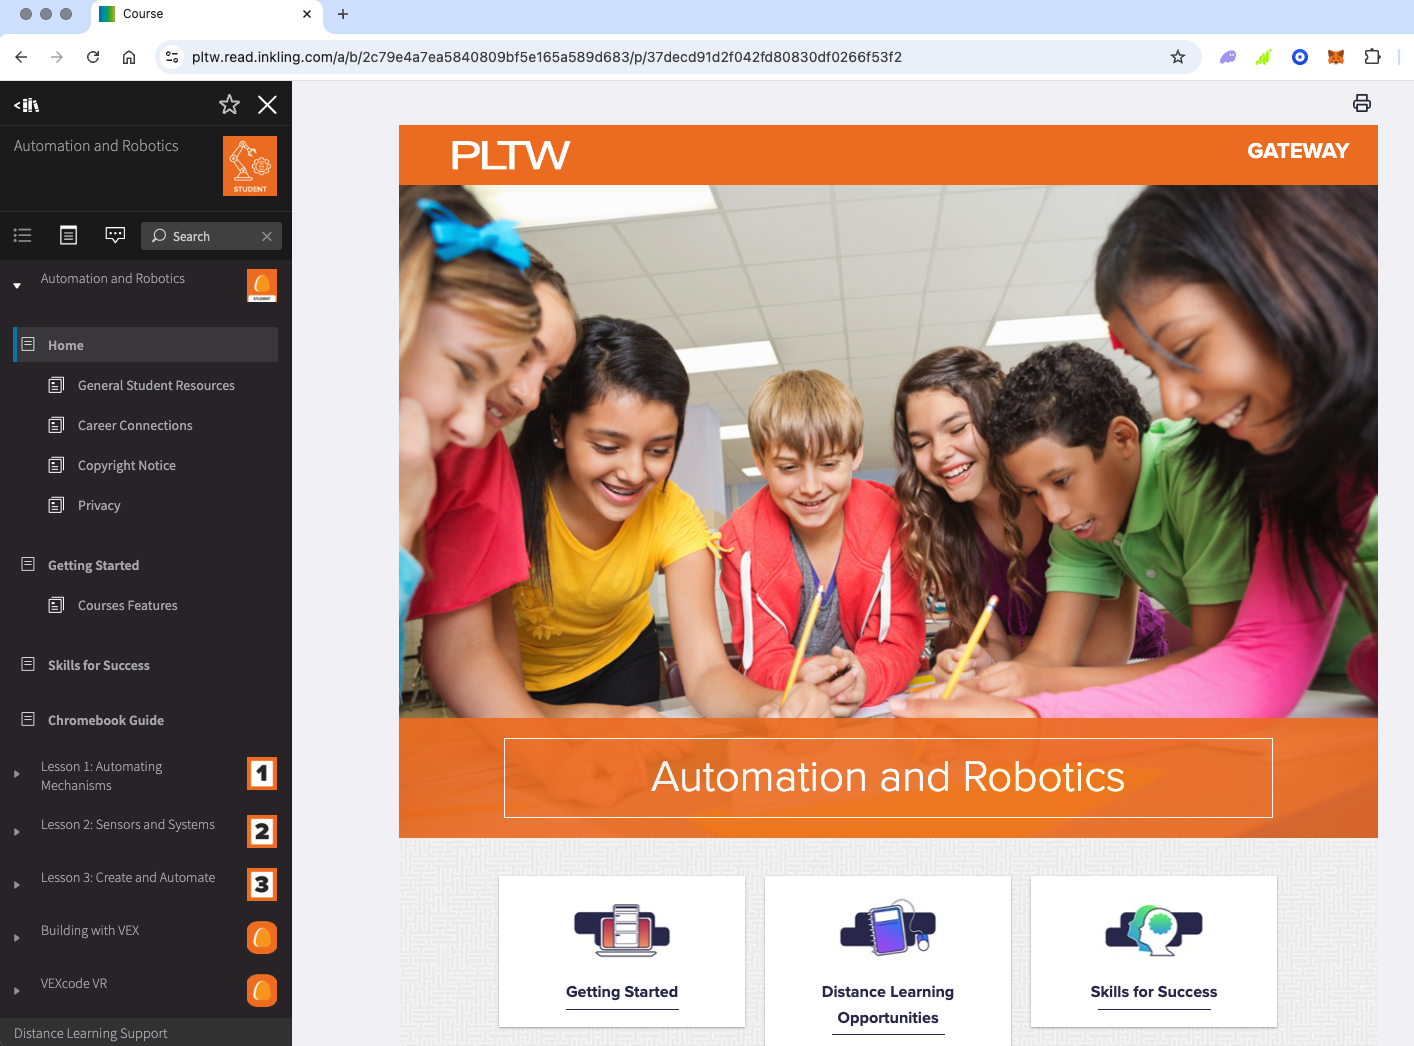 Course
pltw.read.inkling.com/a/b/2c79e4a7ea5840809bf5e165a589d683/p/37decd91d2f042fd80830df0266f53f2
Automation and Robotics
STUDENT
Search
Automation and Robotics
STUDENT
Home
General Student Resources
Career Connections
Copyright Notice
Privacy
Getting Started
Courses Features
Skills for Success
Chromebook Guide
Lesson 1: Automating
Mechanisms
1
Lesson 2: Sensors and Systems
2
Lesson 3: Create and Automate
3
Building with VEX
VEXcode VR
Distance Learning Support
PLTW
GATEWAY
Automation and Robotics
Getting Started
Distance Learning
Opportunities
Skills for Success